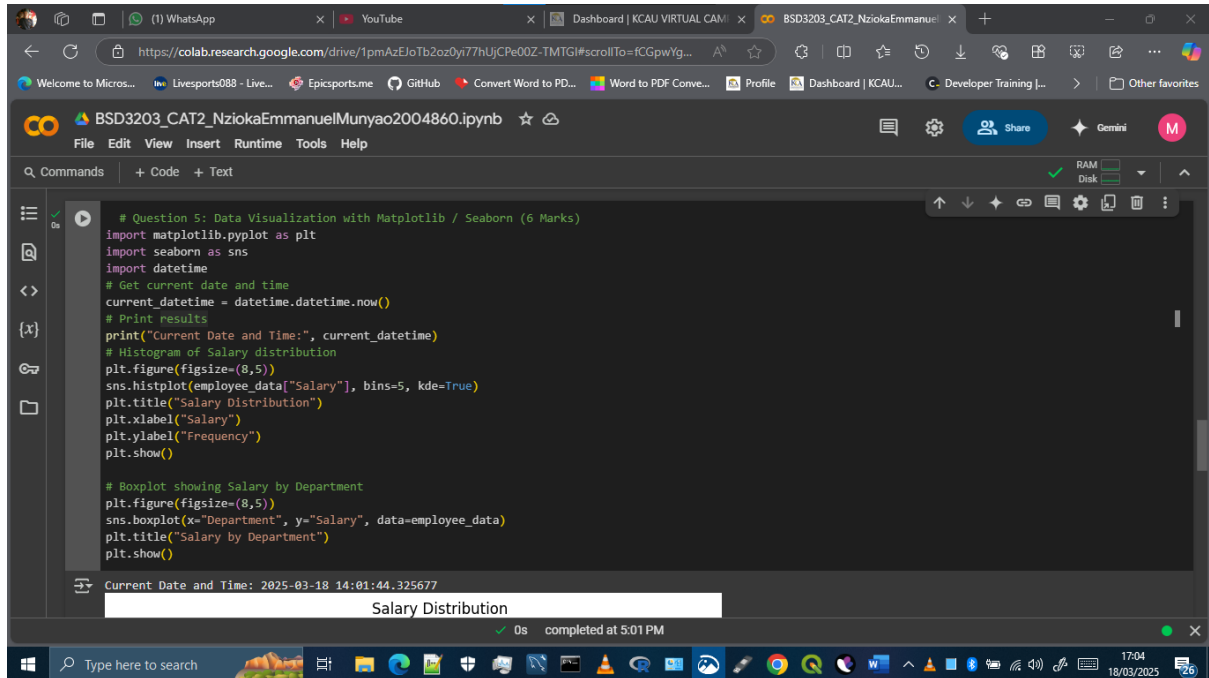 (1) WhatsApp
YouTube
Dashboard | KCAU VIRTUAL CAM
BSD3203_CAT2_NziokaEmmanuel
https://colab.research.google.com/drive/1pmAzEJoTb2oz0yi77hUjCPe00Z-TMTGI#scrollTo=fCGpwYg...
Welcome to Micros...
Livesports088 - Live...
Epicsports.me
GitHub
Convert Word to PD...
Word to PDF Conve...
Profile
Dashboard | KCAU...
Developer Training |...
Other favorites
BSD3203_CAT2_NziokaEmmanuelMunyao2004860.ipynb
File Edit View Insert Runtime Tools Help
Share
Gemini
M
Commands + Code + Text
RAM
Disk
0s
# Question 5: Data Visualization with Matplotlib / Seaborn (6 Marks)
import matplotlib.pyplot as plt
import seaborn as sns
import datetime
# Get current date and time
current_datetime = datetime.datetime.now()
# Print results
print("Current Date and Time:", current_datetime)
# Histogram of Salary distribution
plt.figure(figsize=(8,5))
sns.histplot(employee_data["Salary"], bins=5, kde=True)
plt.title("Salary Distribution")
plt.xlabel("Salary")
plt.ylabel("Frequency")
plt.show()
# Boxplot showing Salary by Department
plt.figure(figsize=(8,5))
sns.boxplot(x="Department", y="Salary", data=employee_data)
plt.title("Salary by Department")
plt.show()
Current Date and Time: 2025-03-18 14:01:44.325677
Salary Distribution
0s completed at 5:01 PM
Type here to search
17:04
18/03/2025
26